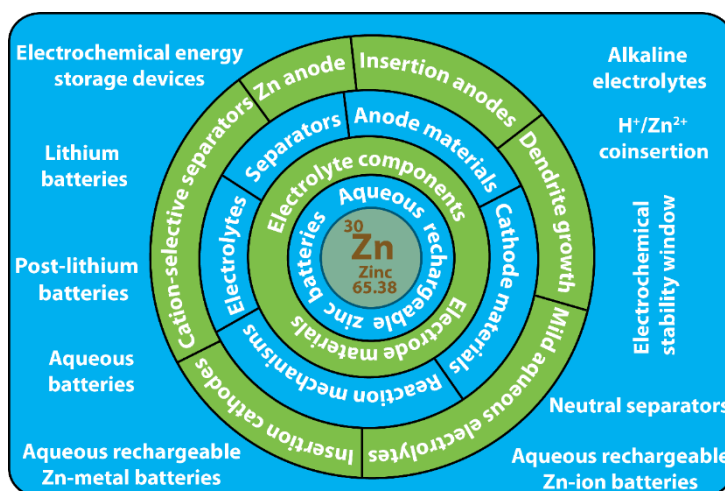 Electrochemical energy
storage devices
Lithium
batteries
Post-lithium
batteries
Aqueous
batteries
Aqueous rechargeable
Zn-metal batteries
Cation-selective separators
Zn anode
Insertion anodes
Dendrite growth
Mild aqueous electrolytes
Insertion cathodes
Electrolytes
Separators
Anode materials
Cathode materials
Reaction mechanisms
Electrolyte components
Electrode materials
Aqueous rechargeable zinc batteries
30
Zn
Zinc
65.38
Alkaline
electrolytes
H⁺/Zn²⁺
coinsertion
Electrochemical
stability window
Neutral separators
Aqueous rechargeable
Zn-ion batteries